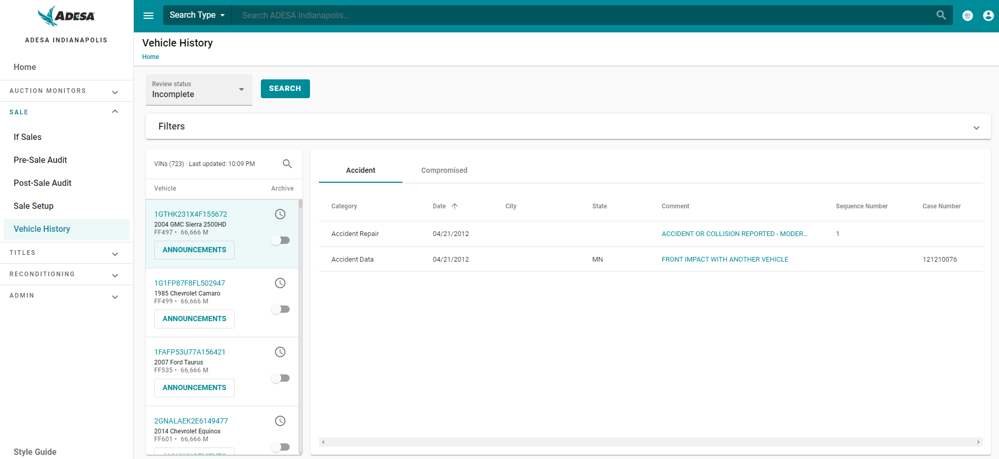 ADESA
ADESA INDIANAPOLIS
Home
AUCTION MONITORS
SALE
If Sales
Pre-Sale Audit
Post-Sale Audit
Sale Setup
Vehicle History
TITLES
RECONDITIONING
ADMIN
Style Guide
Search Type
Search ADESA Indianapolis...
Vehicle History
Home
Review status
Incomplete
SEARCH
Filters
VINs (723) · Last updated: 10:09 PM
Vehicle Archive
1GTHK231X4F155672
2004 GMC Sierra 2500HD
FF497 • 66,666 M
ANNOUNCEMENTS
1G1FP87F8FL502947
1985 Chevrolet Camaro
FF499 • 66,666 M
ANNOUNCEMENTS
1FAFP53U77A156421
2007 Ford Taurus
FF535 • 66,666 M
ANNOUNCEMENTS
2GNALAEK2E6149477
2014 Chevrolet Equinox
FF601 • 66,666 M
Accident Compromised
Category Date City State Comment Sequence Number Case Number
Accident Repair 04/21/2012 ACCIDENT OR COLLISION REPORTED - MODER... 1
Accident Data 04/21/2012 MN FRONT IMPACT WITH ANOTHER VEHICLE 121210076